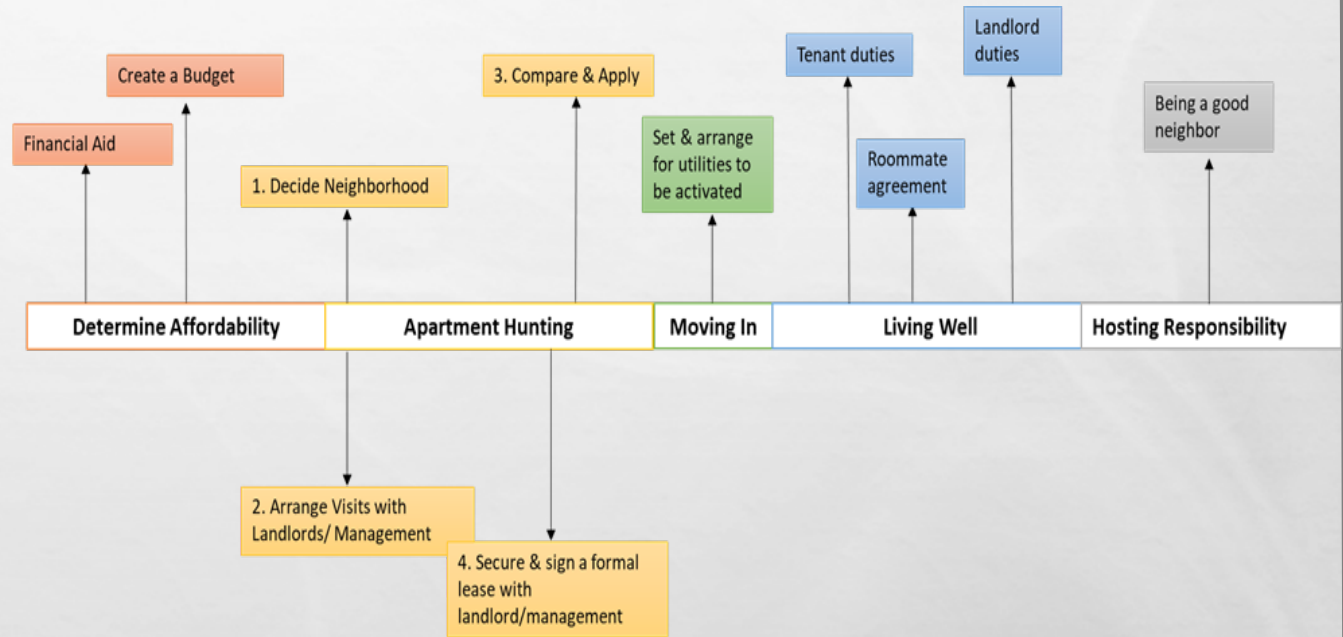 Create a Budget
Financial Aid
1. Decide Neighborhood
3. Compare & Apply
Set & arrange
for utilities to
be activated
Tenant duties
Roommate
agreement
Landlord
duties
Being a good
neighbor
Determine Affordability
Apartment Hunting
Moving In
Living Well
Hosting Responsibility
2. Arrange Visits with
Landlords/ Management
4. Secure & sign a formal
lease with
landlord/management